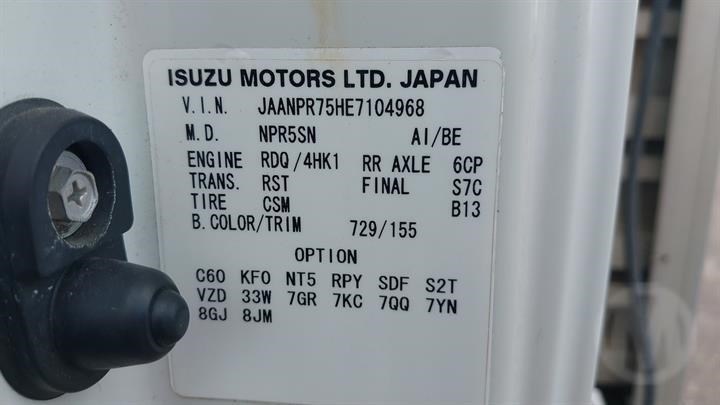 ISUZU MOTORS LTD. JAPAN
V.I.N. JAANPR75HE7104968
M.D. NPR5SN AI/BE
ENGINE RDQ/4HK1 RR AXLE 6CP
TRANS. RST FINAL S7C
TIRE CSM B13
B.COLOR/TRIM 729/155
OPTION
C60 KFO NT5 RPY SDF S2T
VZD 33W 7GR 7KC 7QQ 7YN
8GJ 8JM